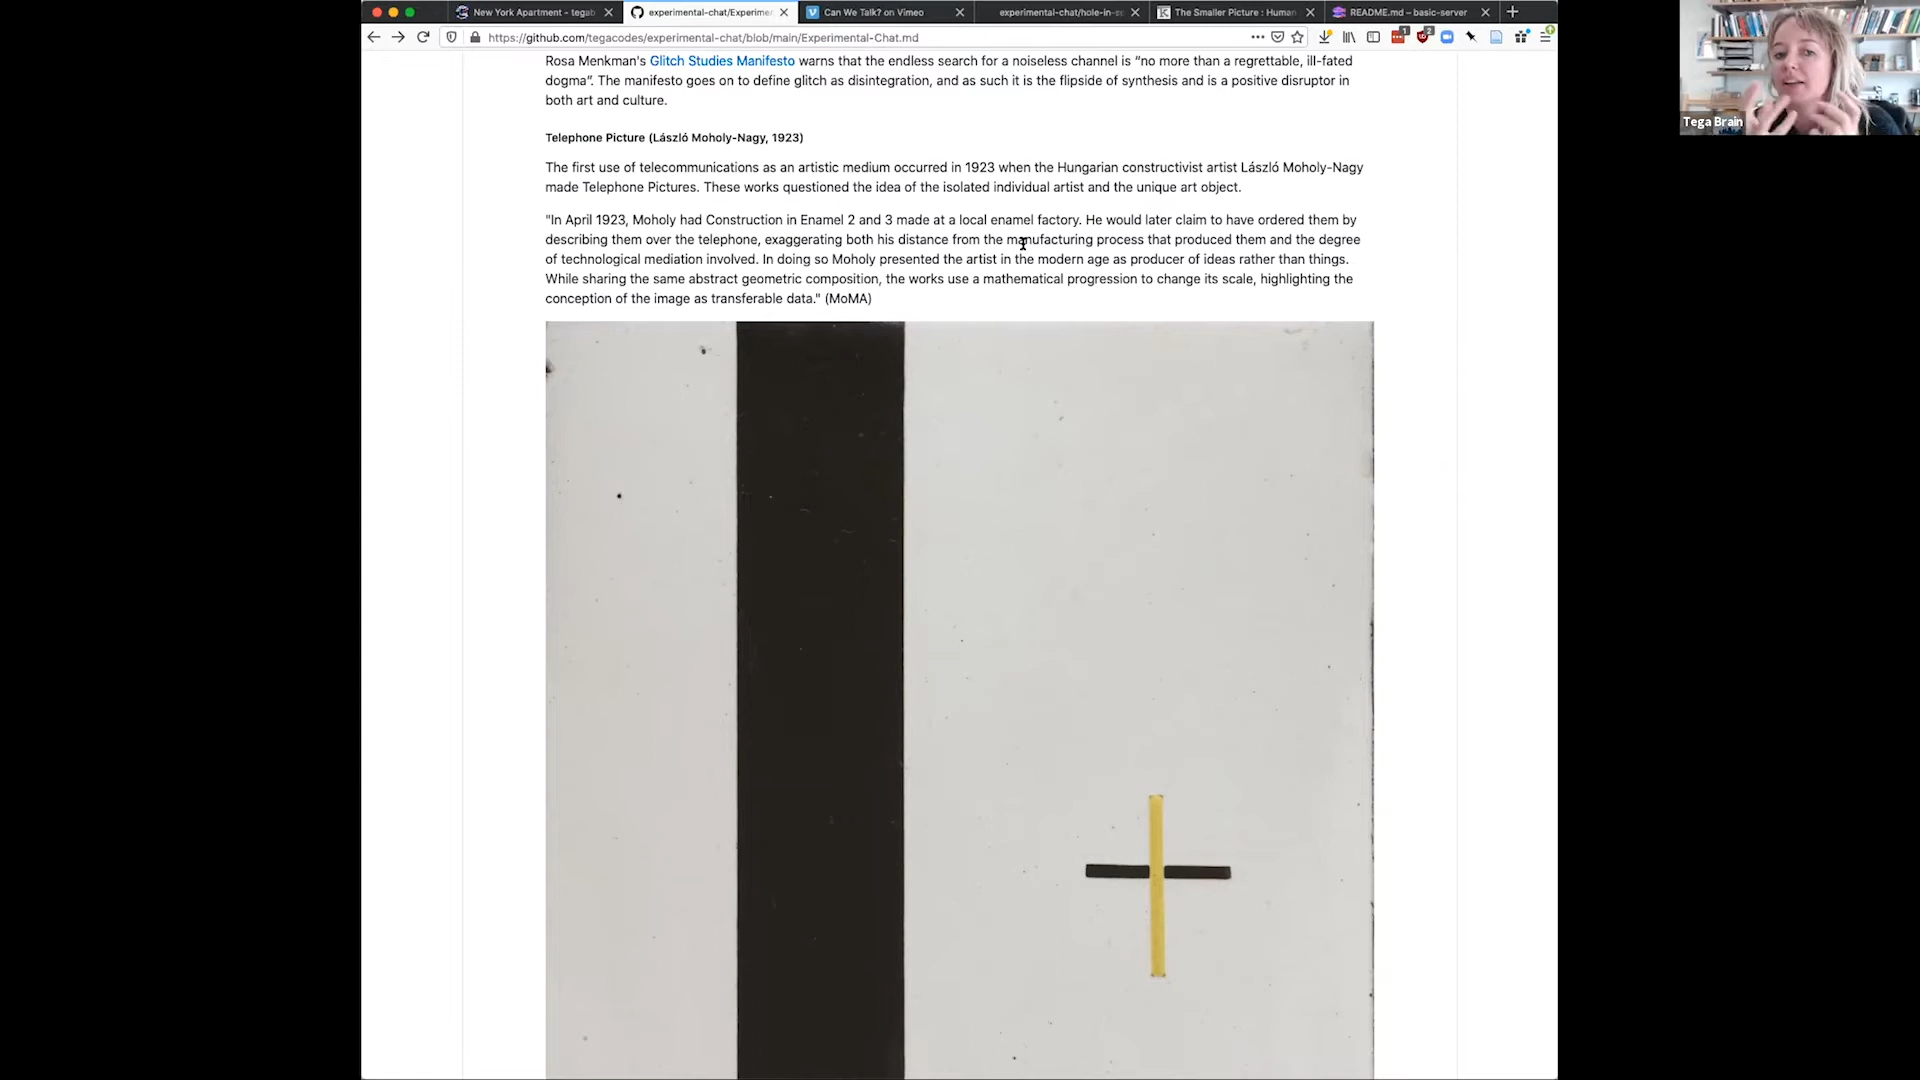 New York Apartment – tegab
experimental-chat/Experime
Can We Talk? on Vimeo
experimental-chat/hole-in-s
The Smaller Picture : Human
README.md – basic-server
https://github.com/tegacodes/experimental-chat/blob/main/Experimental-Chat.md
Rosa Menkman's Glitch Studies Manifesto warns that the endless search for a noiseless channel is “no more than a regrettable, ill-fated
dogma”. The manifesto goes on to define glitch as disintegration, and as such it is the flipside of synthesis and is a positive disruptor in
both art and culture.
Telephone Picture (László Moholy-Nagy, 1923)
The first use of telecommunications as an artistic medium occurred in 1923 when the Hungarian constructivist artist László Moholy-Nagy
made Telephone Pictures. These works questioned the idea of the isolated individual artist and the unique art object.
"In April 1923, Moholy had Construction in Enamel 2 and 3 made at a local enamel factory. He would later claim to have ordered them by
describing them over the telephone, exaggerating both his distance from the manufacturing process that produced them and the degree
of technological mediation involved. In doing so Moholy presented the artist in the modern age as producer of ideas rather than things.
While sharing the same abstract geometric composition, the works use a mathematical progression to change its scale, highlighting the
conception of the image as transferable data." (MoMA)
Tega Brain